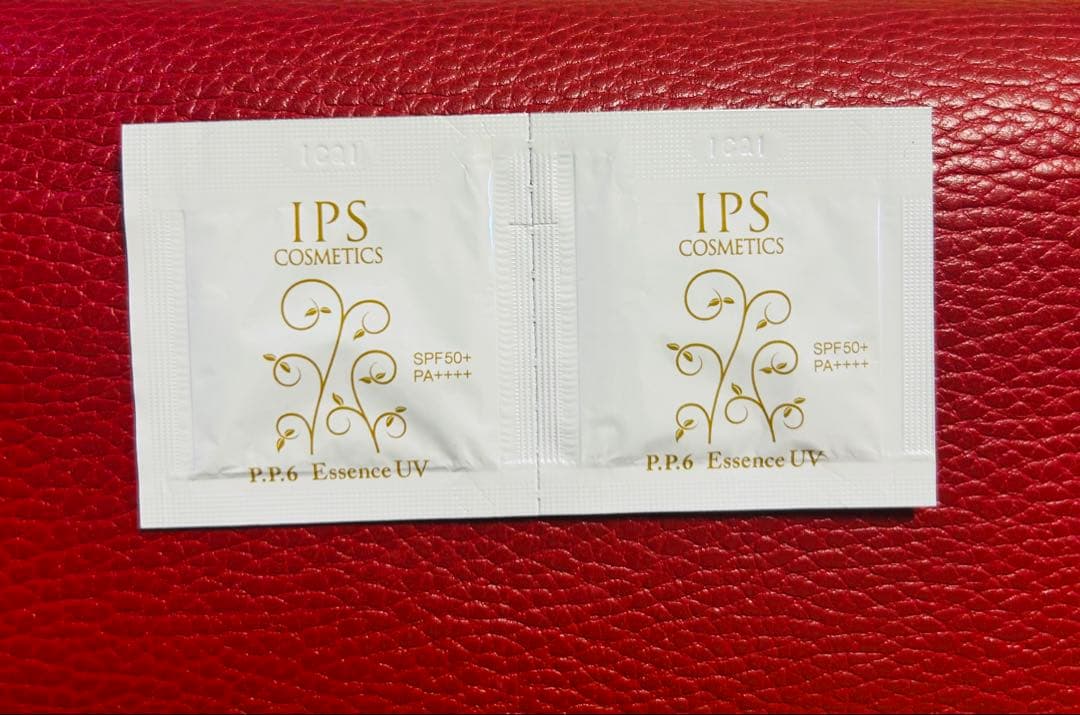 IPS
COSMETICS
SPF50+
PA++++
P.P.6 Essence UV
IPS
COSMETICS
SPF50+
PA++++
P.P.6 Essence UV